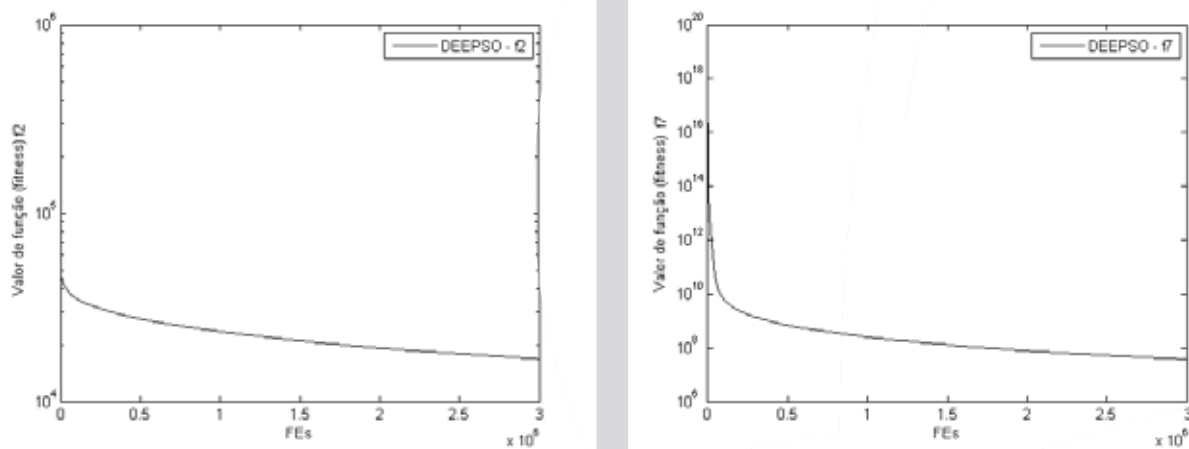 10^6
DEEPSO - f2
Valor de função (fitness) f2
10^5
10^4
0 0.5 1 1.5 2 2.5 3
FEs
x 10^6
10^20
DEEPSO - f7
10^18
10^16
Valor de função (fitness) f7
10^14
10^12
10^10
10^8
10^6
0 0.5 1 1.5 2 2.5 3
FEs
x 10^6